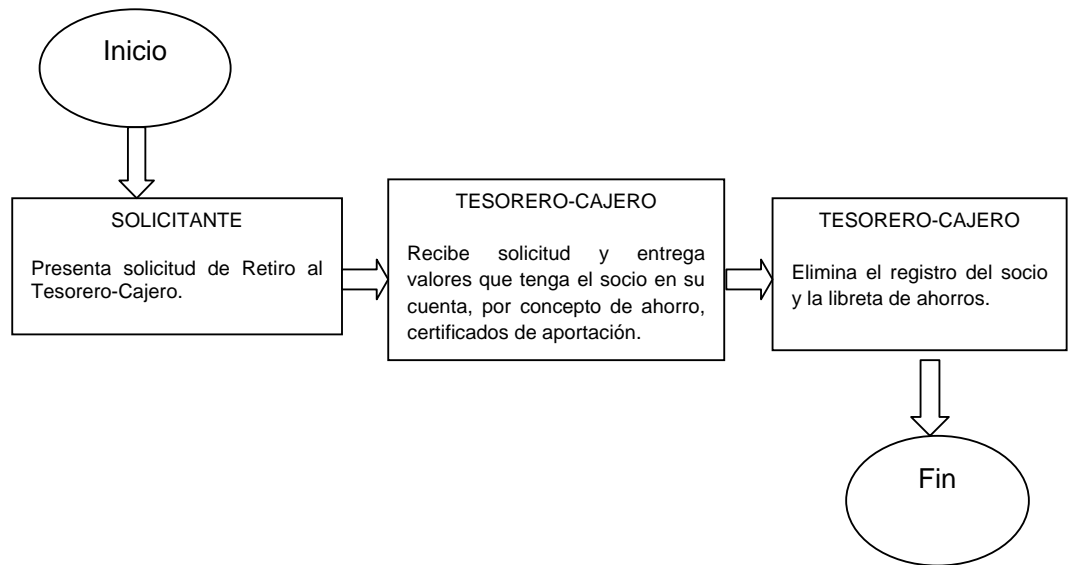 Inicio
SOLICITANTE
Presenta solicitud de Retiro al
Tesorero-Cajero.
TESORERO-CAJERO
Recibe solicitud y entrega
valores que tenga el socio en su
cuenta, por concepto de ahorro,
certificados de aportación.
TESORERO-CAJERO
Elimina el registro del socio
y la libreta de ahorros.
Fin